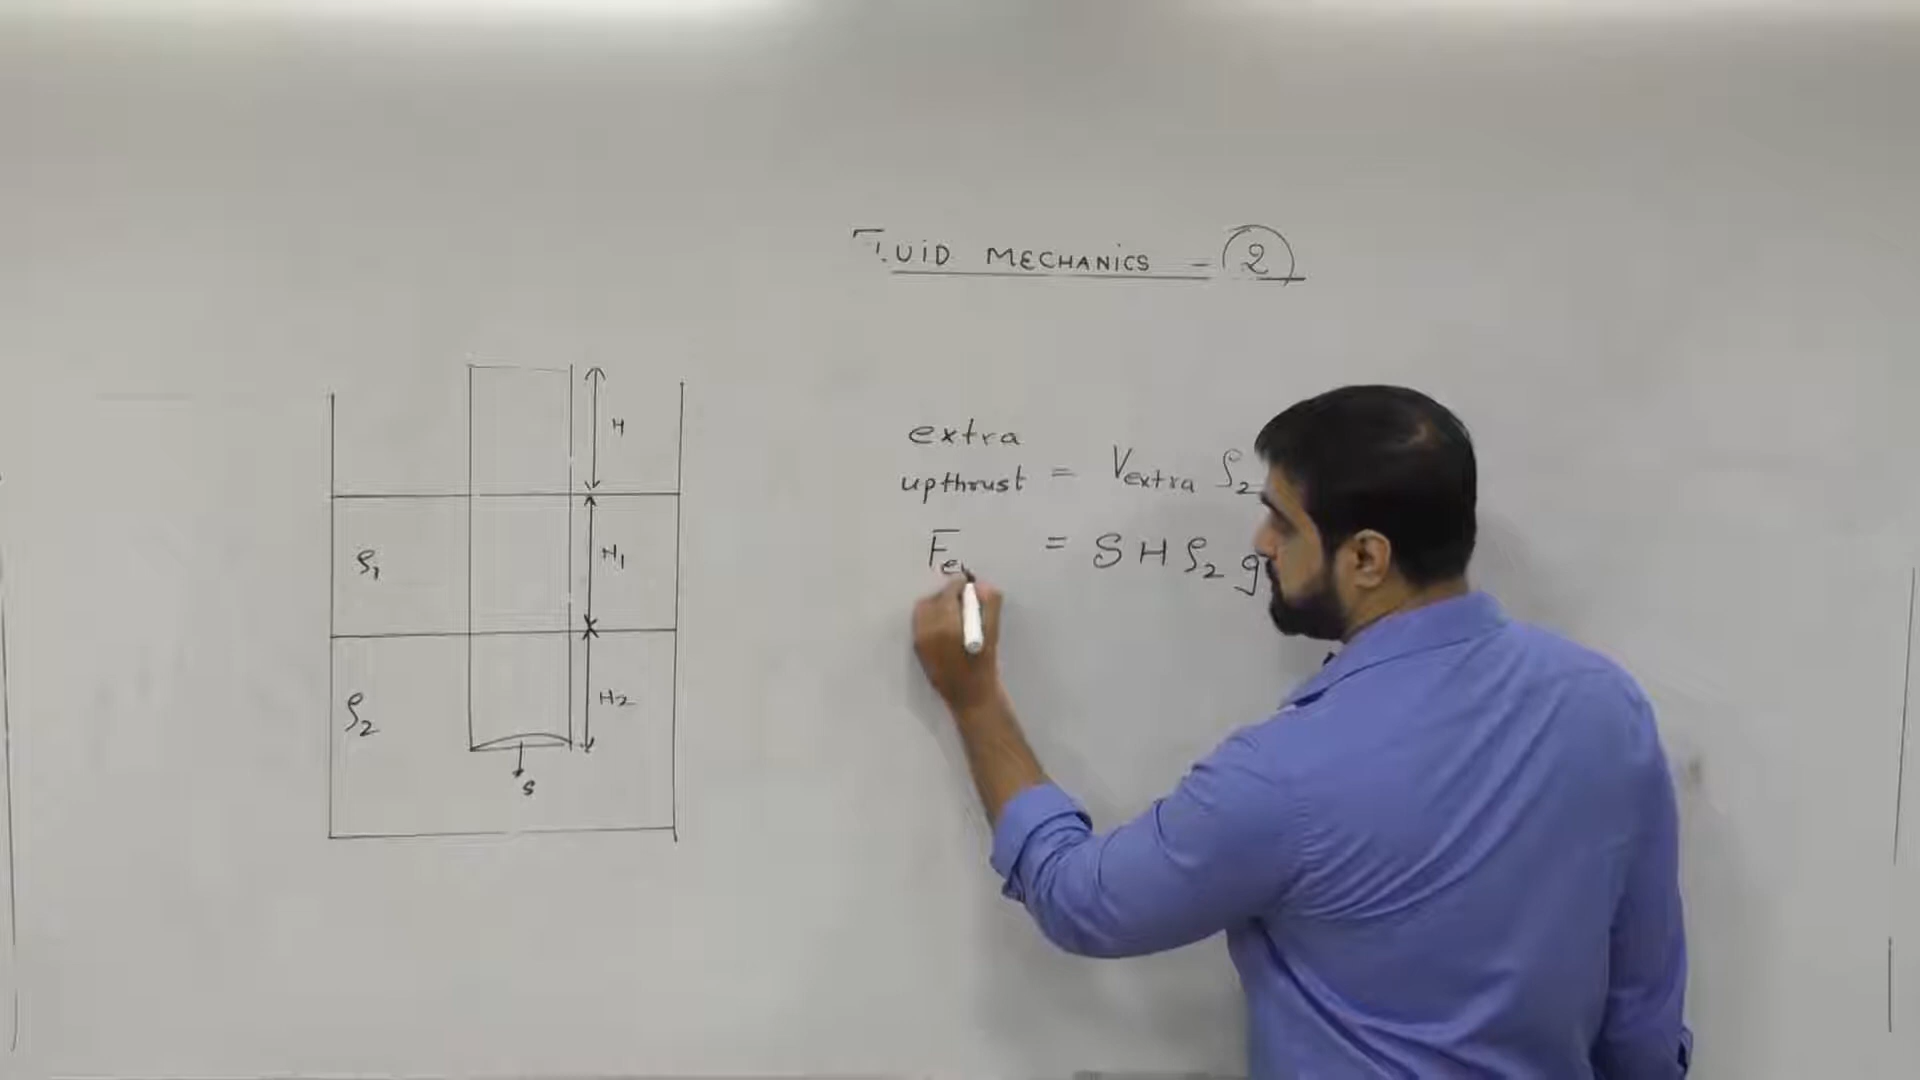 FLUiD MECHANiCS - 2
H
extra
upthrust = Vextra ρ2
H1
ρ1
Fe = S H ρ2 g
H2
ρ2
s